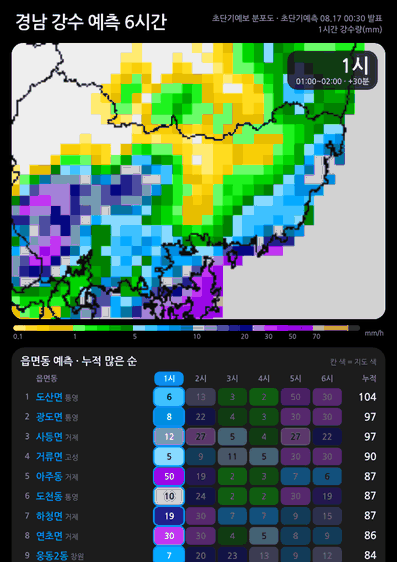 경남 강수 예측 6시간
초단기예보 분포도 · 초단기예측 08.17 00:30 발표
1시간 강수량(mm)
1시
01:00~02:00 · +30분
0.1 1 5 10 20 30 50 70 mm/h
읍면동 예측 · 누적 많은 순
칸 색 = 지도 색
읍면동 1시 2시 3시 4시 5시 6시 누적
1 도산면 통영 6 13 3 2 50 30 104
2 광도면 통영 8 22 4 3 30 30 97
3 사등면 거제 12 27 5 4 27 22 97
4 거류면 고성 5 9 11 5 30 30 90
5 아주동 거제 50 19 2 3 7 6 87
6 도천동 통영 10 24 2 2 30 19 87
7 하청면 거제 19 30 7 7 9 15 87
8 연초면 거제 30 30 4 5 8 9 86
9 웅동2동 창원 7 20 23 13 9 12 84